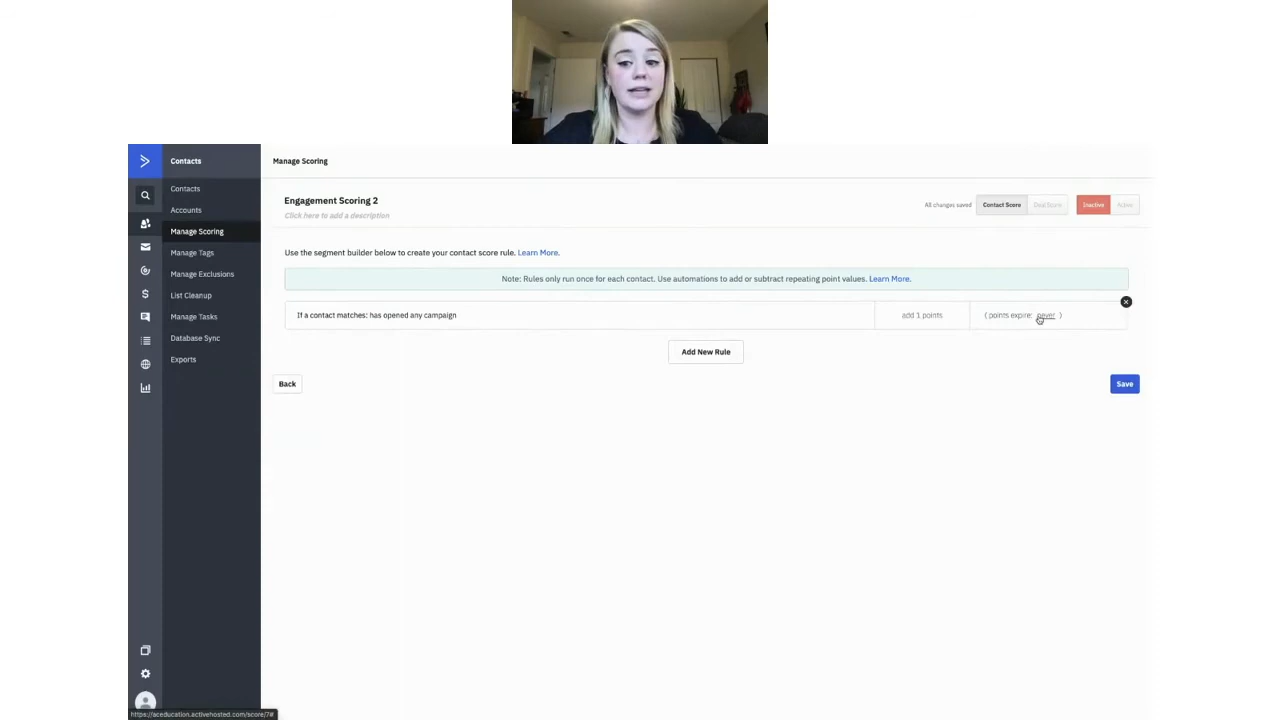 Contacts
Manage Scoring
Contacts
Accounts
Manage Scoring
Manage Tags
Manage Exclusions
List Cleanup
Manage Tasks
Database Sync
Exports
Engagement Scoring 2
Click here to add a description
All changes saved
Contact Score
Deal Score
Inactive
Active
Use the segment builder below to create your contact score rule. Learn More.
Note: Rules only run once for each contact. Use automations to add or subtract repeating point values. Learn More.
If a contact matches: has opened any campaign
add 1 points
( points expire: never )
Add New Rule
Back
Save
https://aceducation.activehosted.com/score/7#